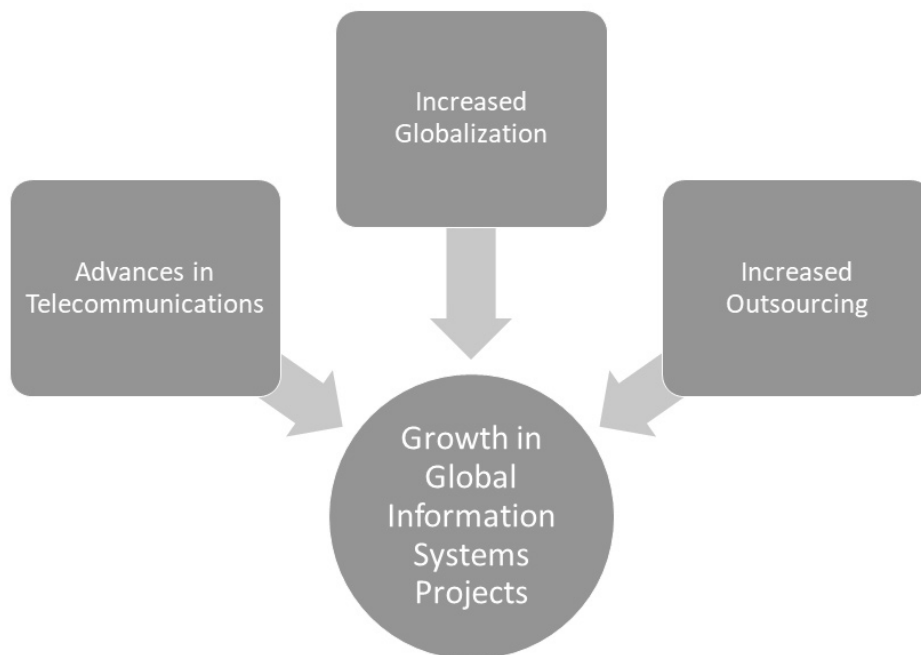 Increased
Globalization
Advances in
Telecommunications
Increased
Outsourcing
Growth in
Global
Information
Systems
Projects